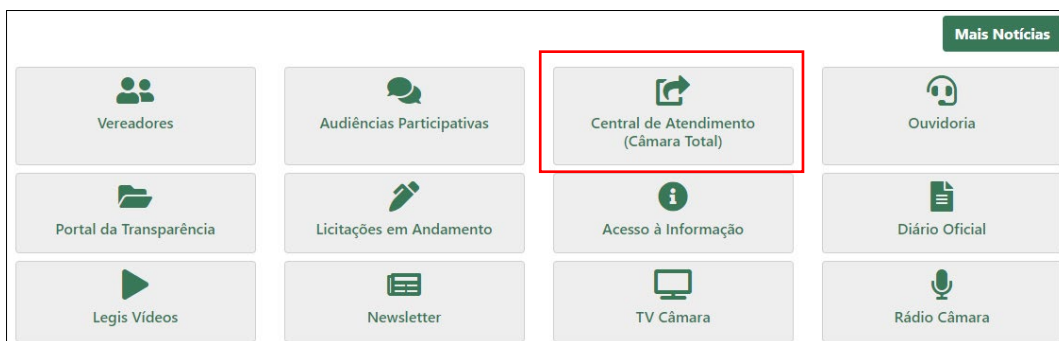 Mais Notícias
Vereadores
Audiências Participativas
Central de Atendimento
(Câmara Total)
Ouvidoria
Portal da Transparência
Licitações em Andamento
Acesso à Informação
Diário Oficial
Legis Vídeos
Newsletter
TV Câmara
Rádio Câmara